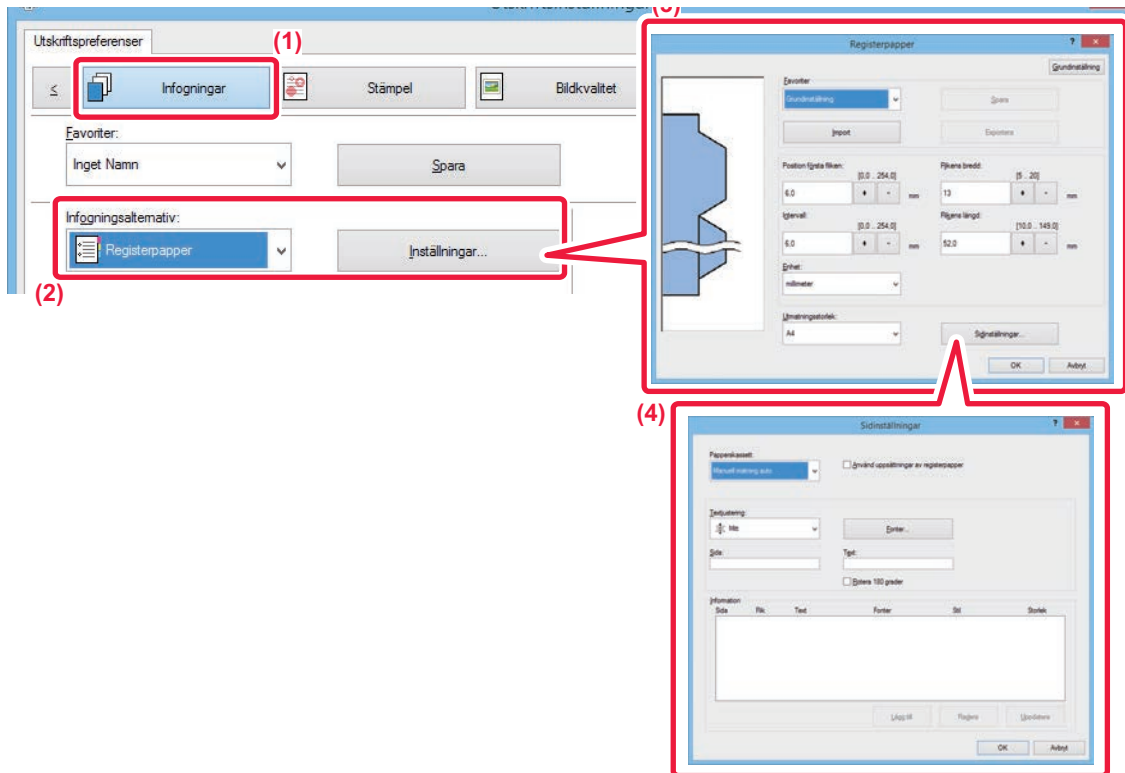 Utskriftspreferenser
(1)
≤
Infogningar
Stämpel
Bildkvalitet
Favoriter:
Inget Namn
Spara
Infogningsalternativ:
Registerpapper
Inställningar...
(2)
Registerpapper
?
Grundinställning
Favoriter
Grundinställning
Spara
Import
Exportera
Position första fliken:
[0,0 .. 254,0]
6.0
+ -
mm
Flikens bredd:
[5 .. 20]
13
+ -
mm
Intervall:
[0,0 .. 254,0]
6.0
+ -
mm
Flikens längd:
[10,0 .. 149,0]
52.0
+ -
mm
Enhet:
millimeter
Utmatningsstorlek:
A4
Sidinställningar...
OK
Avbryt
(4)
Sidinställningar
?
Papperskassett:
Manuell matning auto
Använd uppsättningar av registerpapper
Textjustering:
Mitt
Fonter...
Sida:
Text:
Rotera 180 grader
Information
Sida Flik Text Fonter Stil Storlek
Lägg till
Radera
Uppdatera
OK
Avbryt